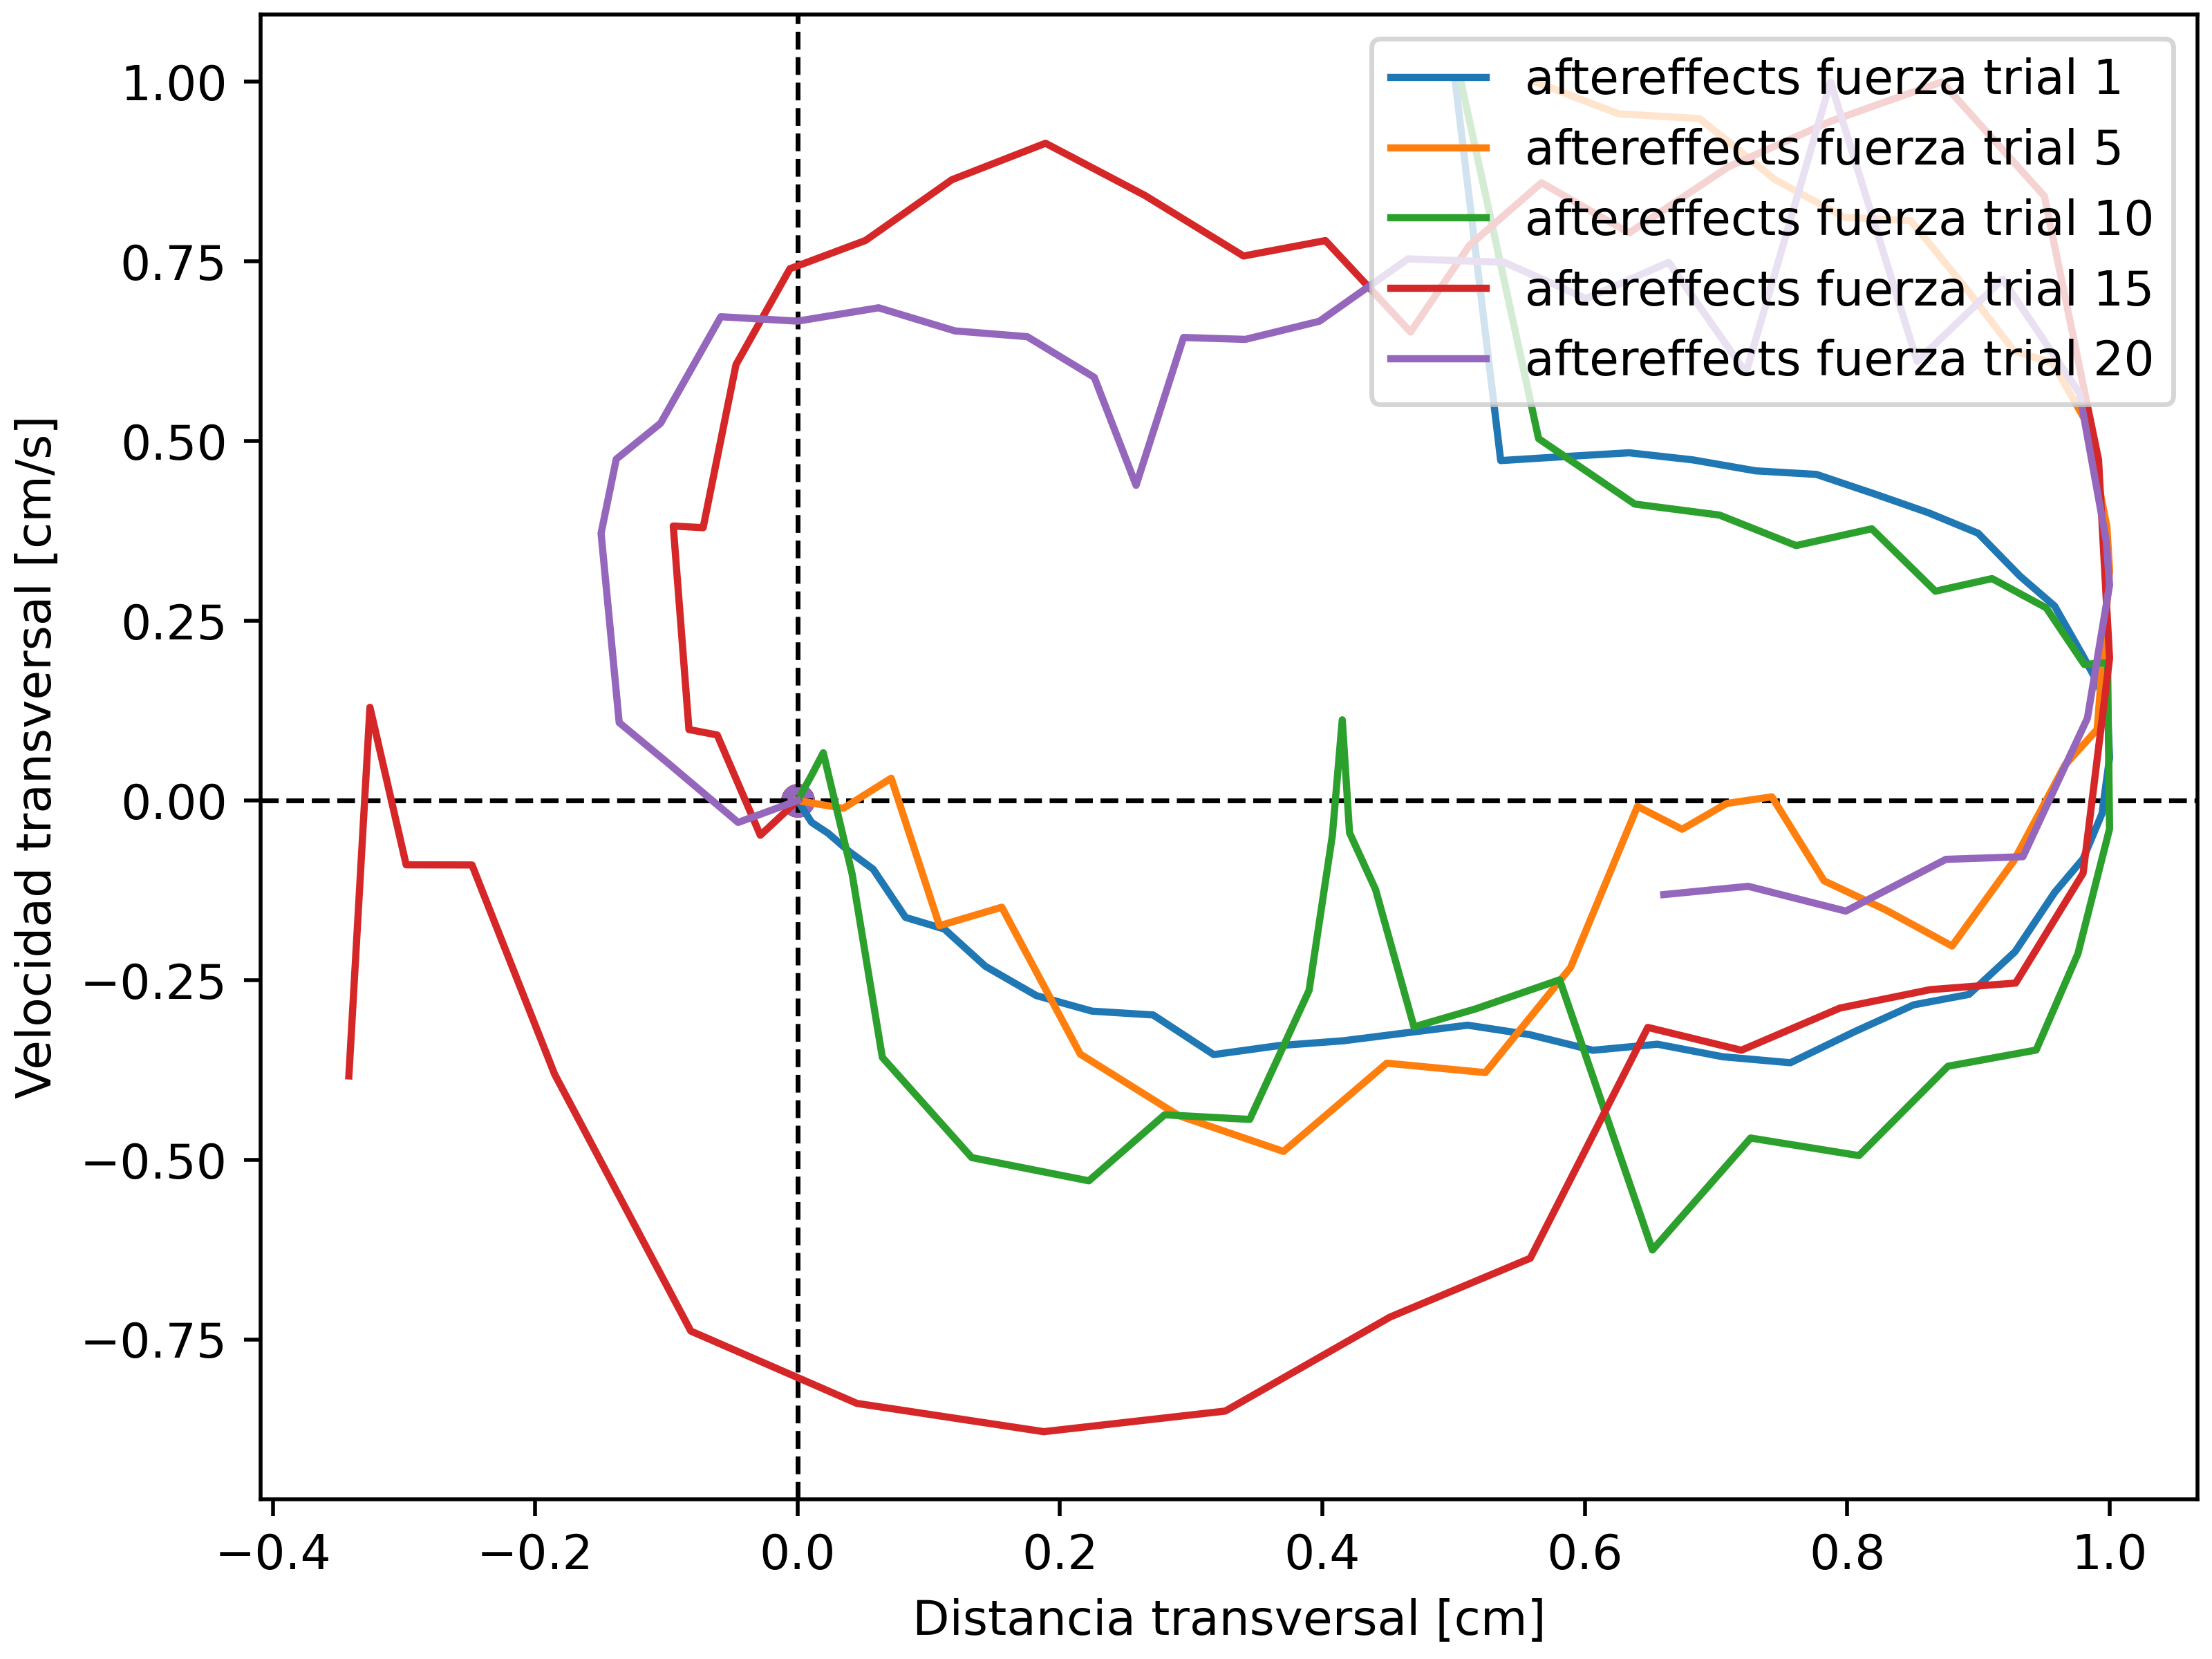 aftereffects fuerza trial 1
aftereffects fuerza trial 5
aftereffects fuerza trial 10
aftereffects fuerza trial 15
aftereffects fuerza trial 20
Velocidad transversal [cm/s]
1.00
0.75
0.50
0.25
0.00
−0.25
−0.50
−0.75
−0.4 −0.2 0.0 0.2 0.4 0.6 0.8 1.0
Distancia transversal [cm]